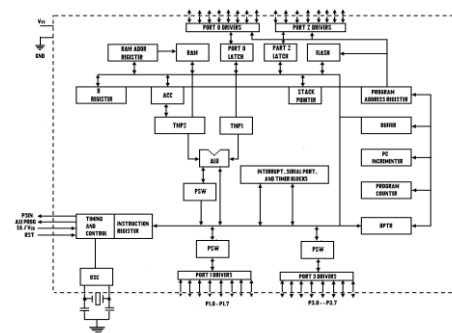 PORT 0 DRIVERS
PORT 2 DRIVERS
Vcc
GND
RAM ADDR
REGISTER
RAM
PORT 0
LATCH
PART 2
LATCH
FLASH
B
REGISTER
ACC
STACK
POINTER
PROGRAM
ADDRESS REGISTER
TMP2
TMP1
BUFFER
ALU
PC
INCREMENTER
INTERRUPT, SERIAL PORT,
AND TIMER BLOCKS
PSW
PROGRAM
COUNTER
PSEN
ALE/PROG
EA / Vpp
RST
TIMING
AND
CONTROL
INSTRUCTION
REGISTER
DPTR
PSW
PSW
OSC
PORT 1 DRIVERS
PORT 3 DRIVERS
P1.0 - P1.7
P3.0 - P3.7